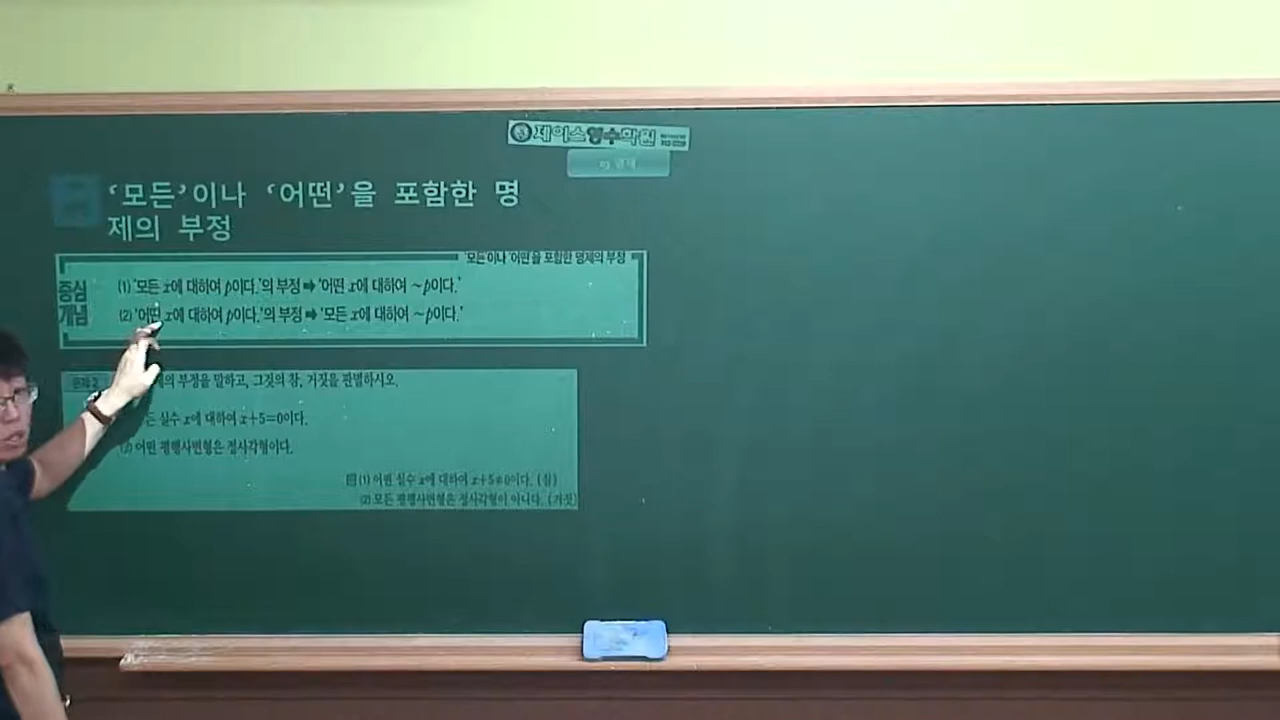 제이스영수학원
03 명제
‘모든’이나 ‘어떤’을 포함한 명
제의 부정
'모든'이나 '어떤'을 포함한 명제의 부정
중심
개념
(1) '모든 x에 대하여 p이다.'의 부정 ➡ '어떤 x에 대하여 ~p이다.'
(2) '어떤 x에 대하여 p이다.'의 부정 ➡ '모든 x에 대하여 ~p이다.'
문제 2
제의 부정을 말하고, 그것의 참, 거짓을 판별하시오.
든 실수 x에 대하여 x+5=0이다.
(2) 어떤 평행사변형은 정사각형이다.
답 (1) 어떤 실수 x에 대하여 x+5≠0이다. (참)
(2) 모든 평행사변형은 정사각형이 아니다. (거짓)